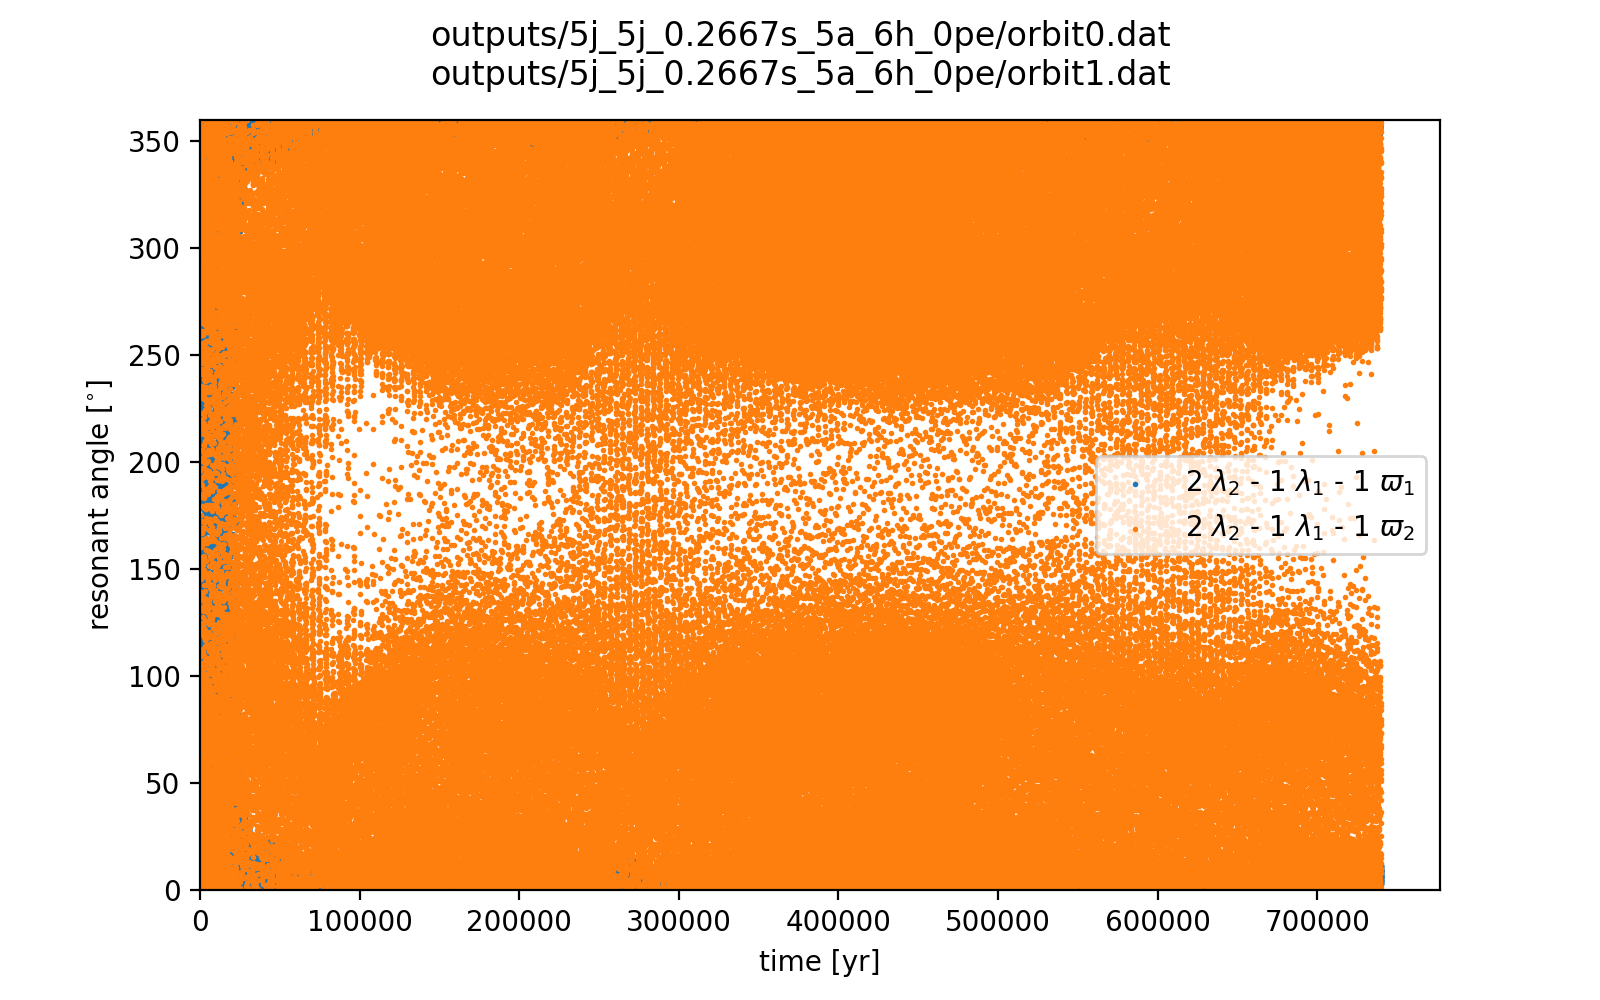 outputs/5j_5j_0.2667s_5a_6h_0pe/orbit0.dat
outputs/5j_5j_0.2667s_5a_6h_0pe/orbit1.dat
350
300
250
200
150
100
50
0
resonant angle [°]
2 λ₂ - 1 λ₁ - 1 ϖ₁
2 λ₂ - 1 λ₁ - 1 ϖ₂
0 100000 200000 300000 400000 500000 600000 700000
time [yr]